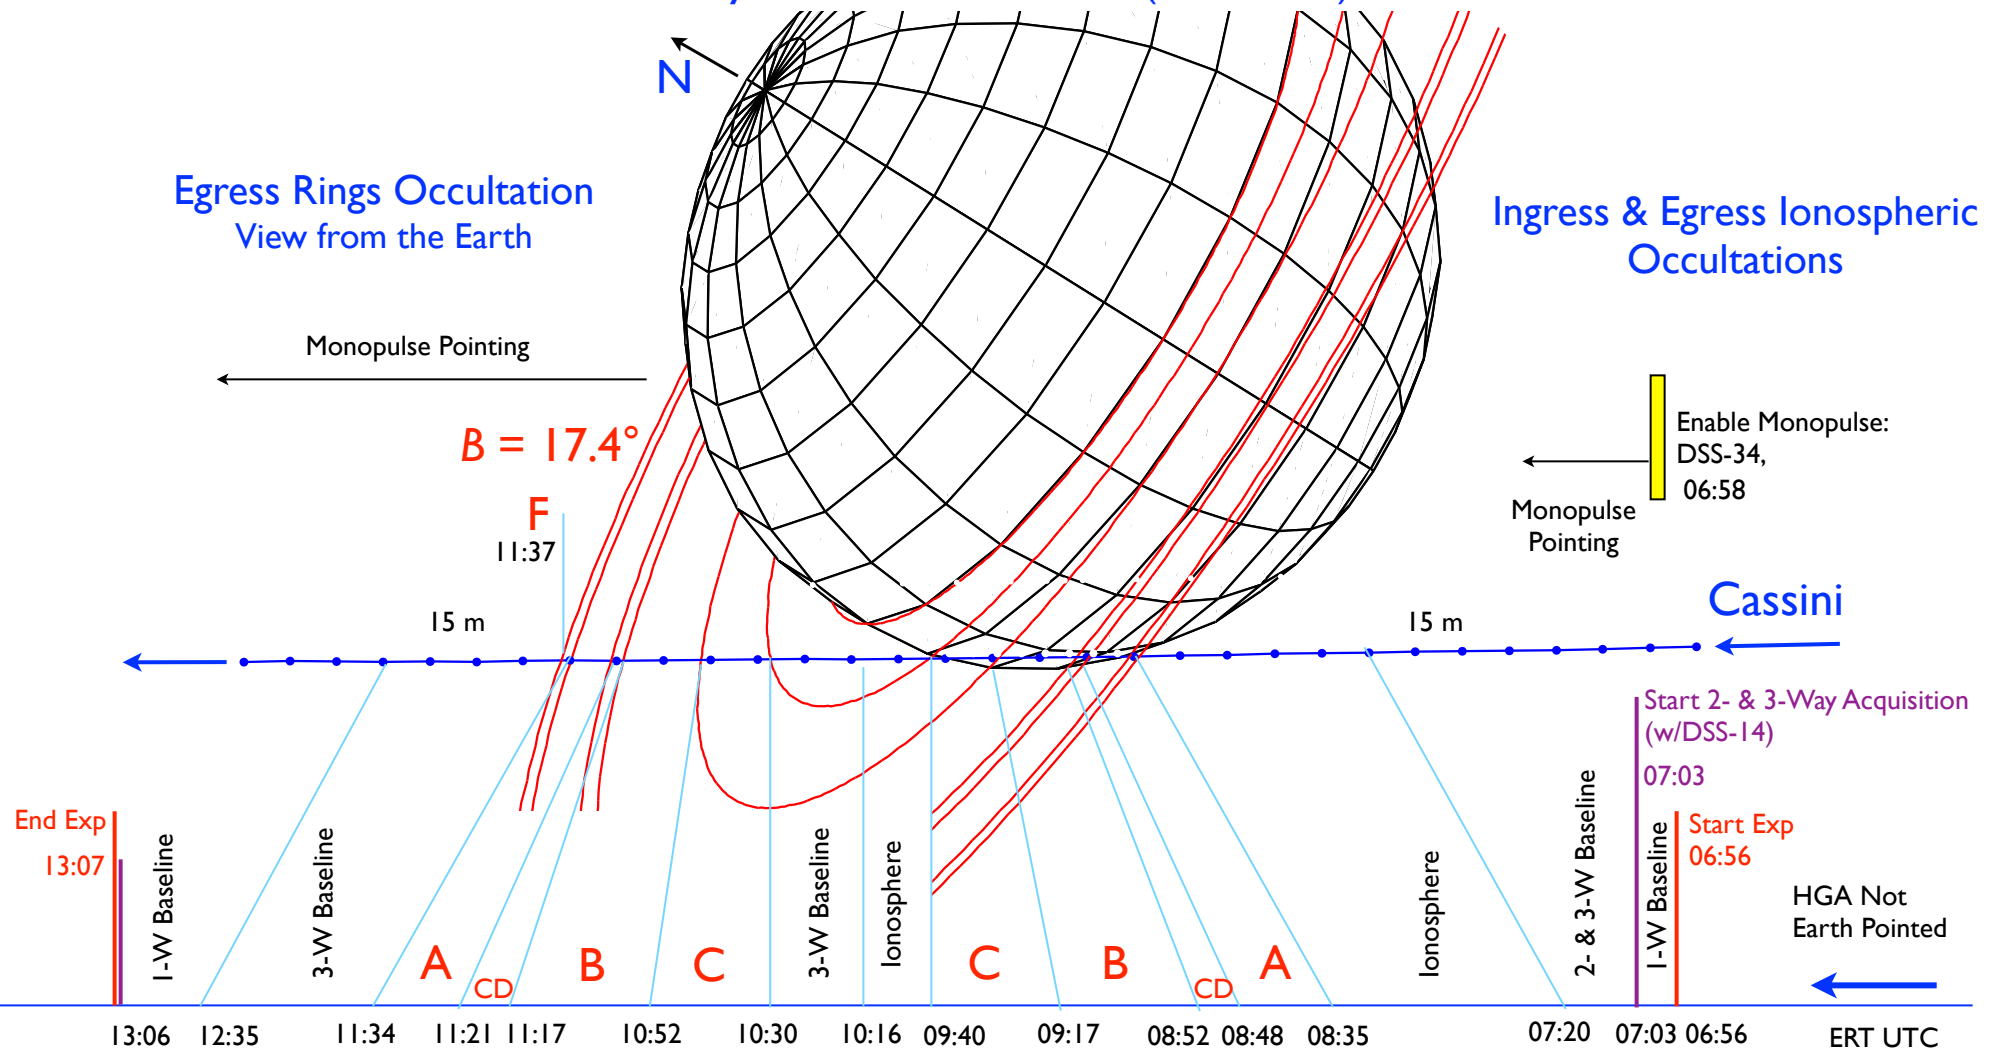 N
Egress Rings Occultation
View from the Earth
Ingress & Egress Ionospheric
Occultations
Monopulse Pointing
B = 17.4°
Enable Monopulse:
DSS-34,
06:58
Monopulse
Pointing
F
11:37
15 m
15 m
Cassini
Start 2- & 3-Way Acquisition
(w/DSS-14)
07:03
End Exp
13:07
Start Exp
06:56
HGA Not
Earth Pointed
1-W Baseline
3-W Baseline
A
CD
B
C
3-W Baseline
Ionosphere
C
B
CD
A
Ionosphere
2- & 3-W Baseline
1-W Baseline
13:06 12:35 11:34 11:21 11:17 10:52 10:30 10:16 09:40 09:17 08:52 08:48 08:35 07:20 07:03 06:56 ERT UTC